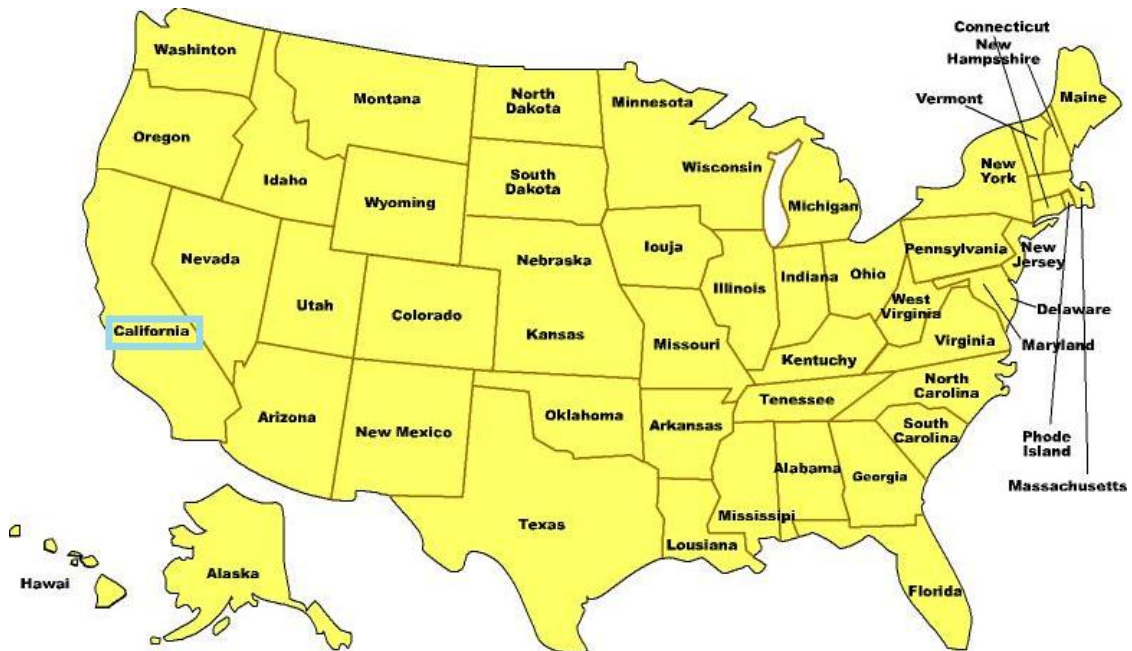 Connecticut
New
Hampsshire
Washinton
Montana
North
Dakota
Minnesota
Vermont
Maine
Oregon
Idaho
South
Dakota
Wisconsin
New
York
Wyoming
Michigan
Iouja
Pennsylvania
New
Jersey
Nevada
Nebraska
Indiana
Ohio
Illinois
Utah
Colorado
West
Virginia
Delaware
California
Kansas
Missouri
Virginia
Maryland
Kentucky
North
Carolina
Tenessee
Arizona
New Mexico
Oklahoma
Arkansas
South
Carolina
Phode
Island
Alabama
Georgia
Massachusetts
Texas
Mississipi
Lousiana
Hawai
Alaska
Florida